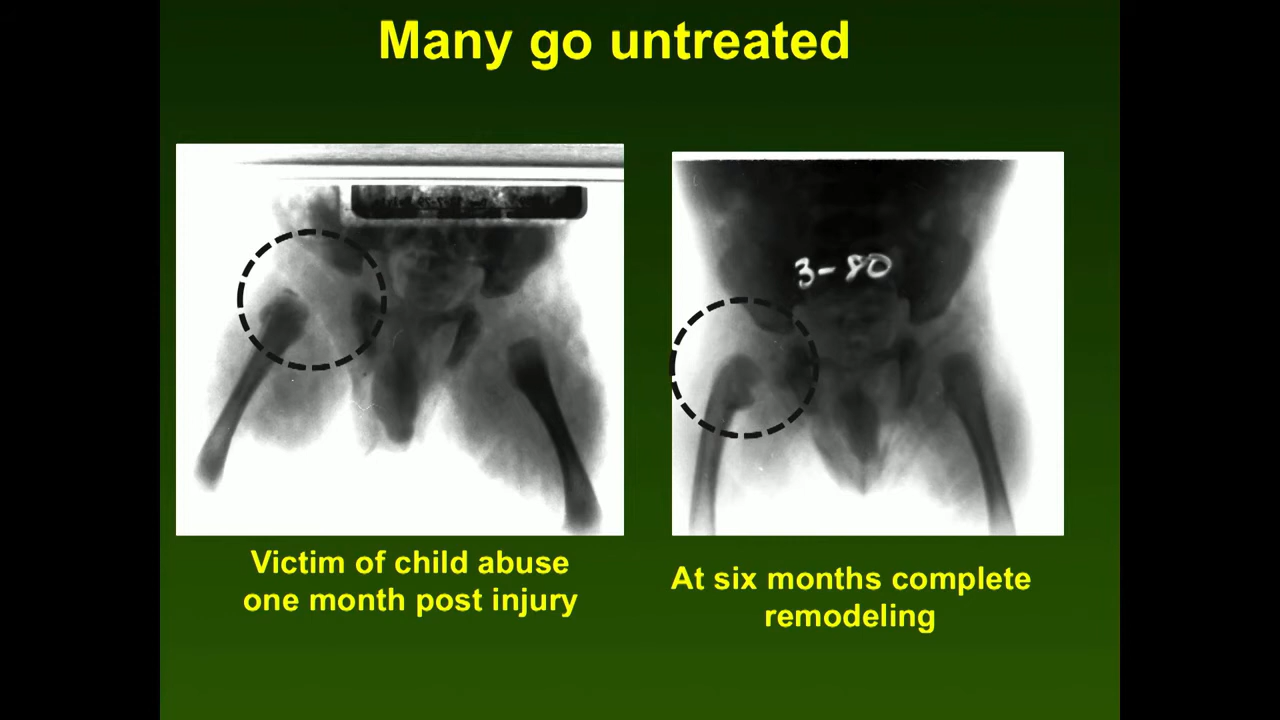 Many go untreated
3-80
Victim of child abuse
one month post injury
At six months complete
remodeling